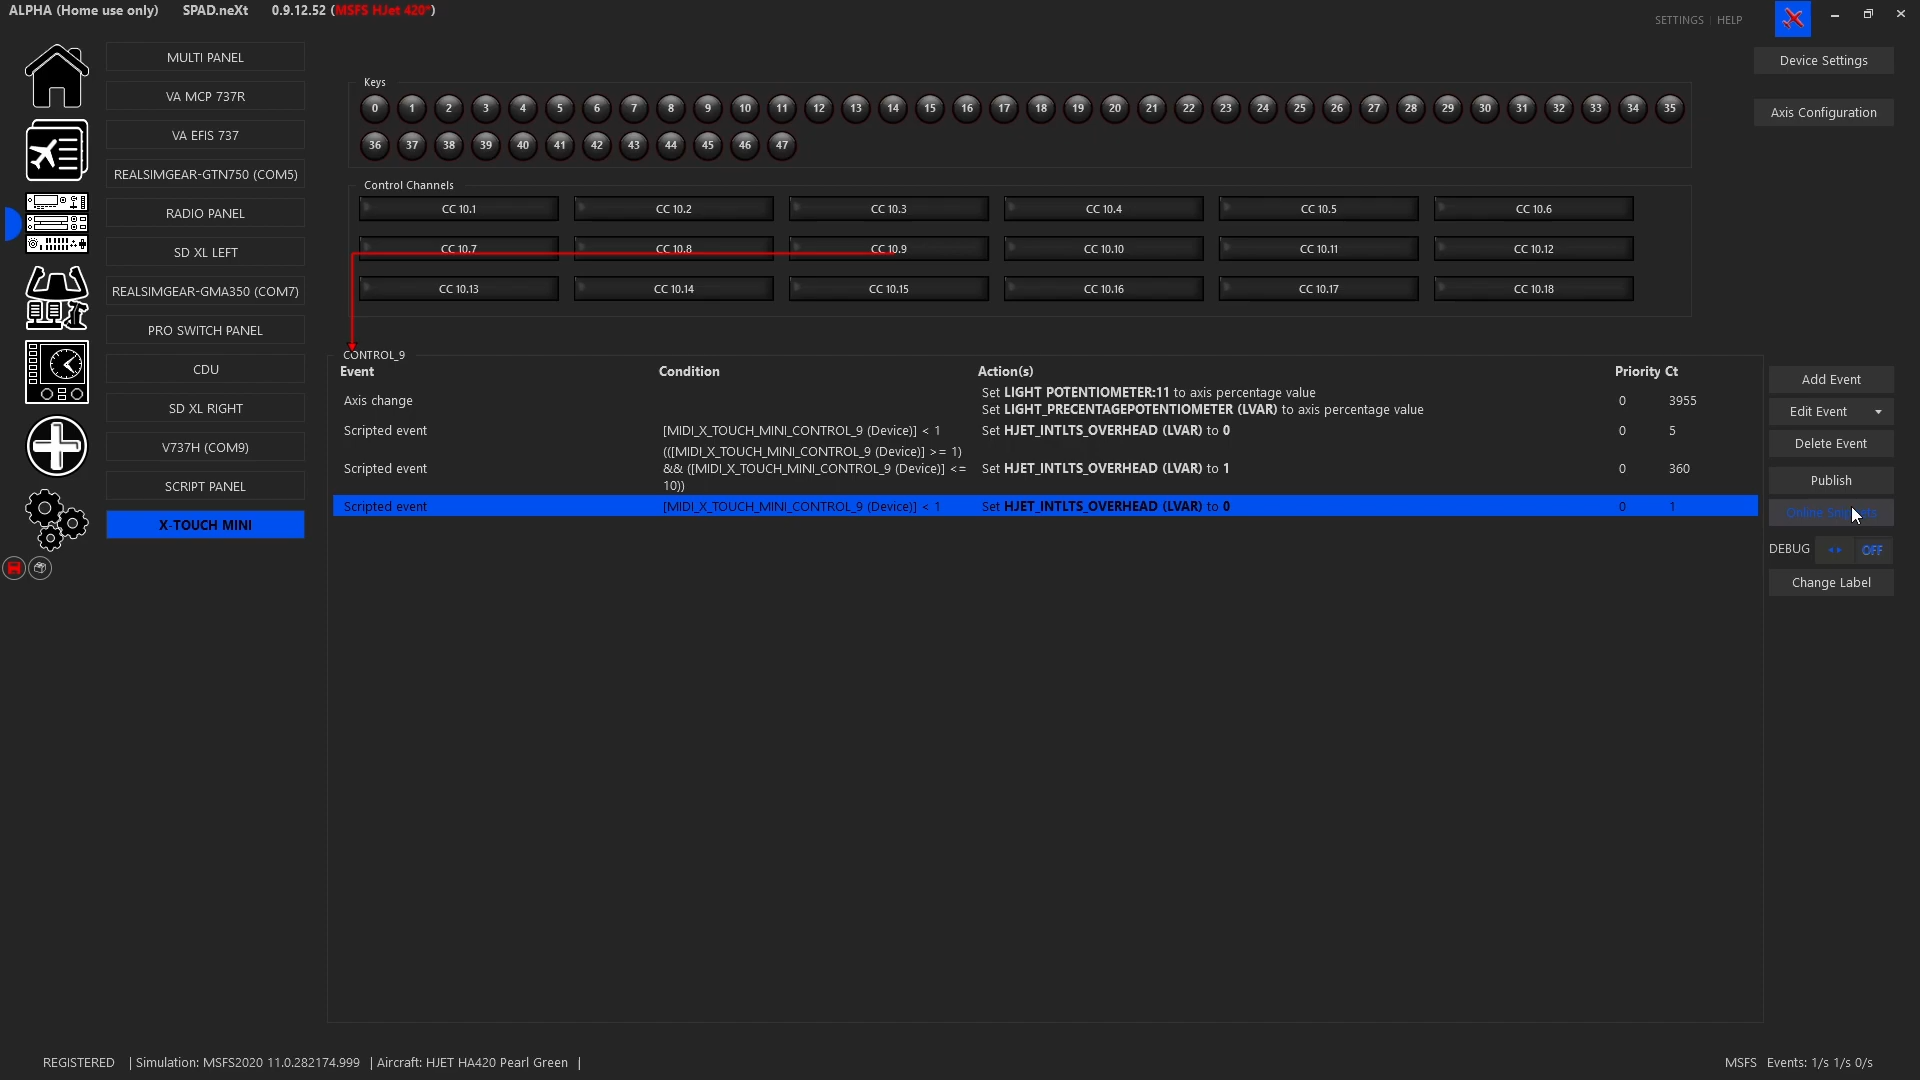 ALPHA (Home use only) SPAD.neXt 0.9.12.52 (MSFS HJet 420*)
SETTINGS | HELP
MULTI PANEL
VA MCP 737R
VA EFIS 737
REALSIMGEAR-GTN750 (COM5)
RADIO PANEL
SD XL LEFT
REALSIMGEAR-GMA350 (COM7)
PRO SWITCH PANEL
CDU
SD XL RIGHT
V737H (COM9)
SCRIPT PANEL
X-TOUCH MINI
Keys
0 1 2 3 4 5 6 7 8 9 10 11 12 13 14 15 16 17 18 19 20 21 22 23 24 25 26 27 28 29 30 31 32 33 34 35
36 37 38 39 40 41 42 43 44 45 46 47
Control Channels
CC 10.1 CC 10.2 CC 10.3 CC 10.4 CC 10.5 CC 10.6
CC 10.7 CC 10.8 CC 10.9 CC 10.10 CC 10.11 CC 10.12
CC 10.13 CC 10.14 CC 10.15 CC 10.16 CC 10.17 CC 10.18
Device Settings
Axis Configuration
CONTROL_9
Event Condition Action(s) Priority Ct
Axis change Set LIGHT POTENTIOMETER:11 to axis percentage value
Set LIGHT_PRECENTAGEPOTENTIOMETER (LVAR) to axis percentage value 0 3955
Scripted event [MIDI_X_TOUCH_MINI_CONTROL_9 (Device)] < 1 Set HJET_INTLTS_OVERHEAD (LVAR) to 0 0 5
(([MIDI_X_TOUCH_MINI_CONTROL_9 (Device)] >= 1)
Scripted event && ([MIDI_X_TOUCH_MINI_CONTROL_9 (Device)] <= Set HJET_INTLTS_OVERHEAD (LVAR) to 1 0 360
10))
Scripted event [MIDI_X_TOUCH_MINI_CONTROL_9 (Device)] < 1 Set HJET_INTLTS_OVERHEAD (LVAR) to 0 0 1
Add Event
Edit Event
Delete Event
Publish
Online Snippets
DEBUG OFF
Change Label
REGISTERED | Simulation: MSFS2020 11.0.282174.999 | Aircraft: HJET HA420 Pearl Green |
MSFS Events: 1/s 1/s 0/s